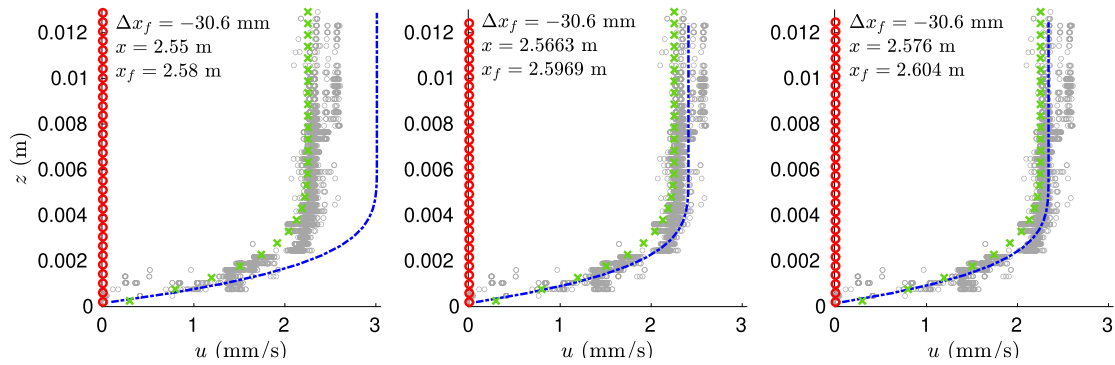 Δx_f = −30.6 mm
x = 2.55 m
x_f = 2.58 m
0.012
0.01
0.008
0.006
0.004
0.002
0
z (m)
0 1 2 3
u (mm/s)
Δx_f = −30.6 mm
x = 2.5663 m
x_f = 2.5969 m
0.012
0.01
0.008
0.006
0.004
0.002
0
0 1 2 3
u (mm/s)
Δx_f = −30.6 mm
x = 2.576 m
x_f = 2.604 m
0.012
0.01
0.008
0.006
0.004
0.002
0
0 1 2 3
u (mm/s)